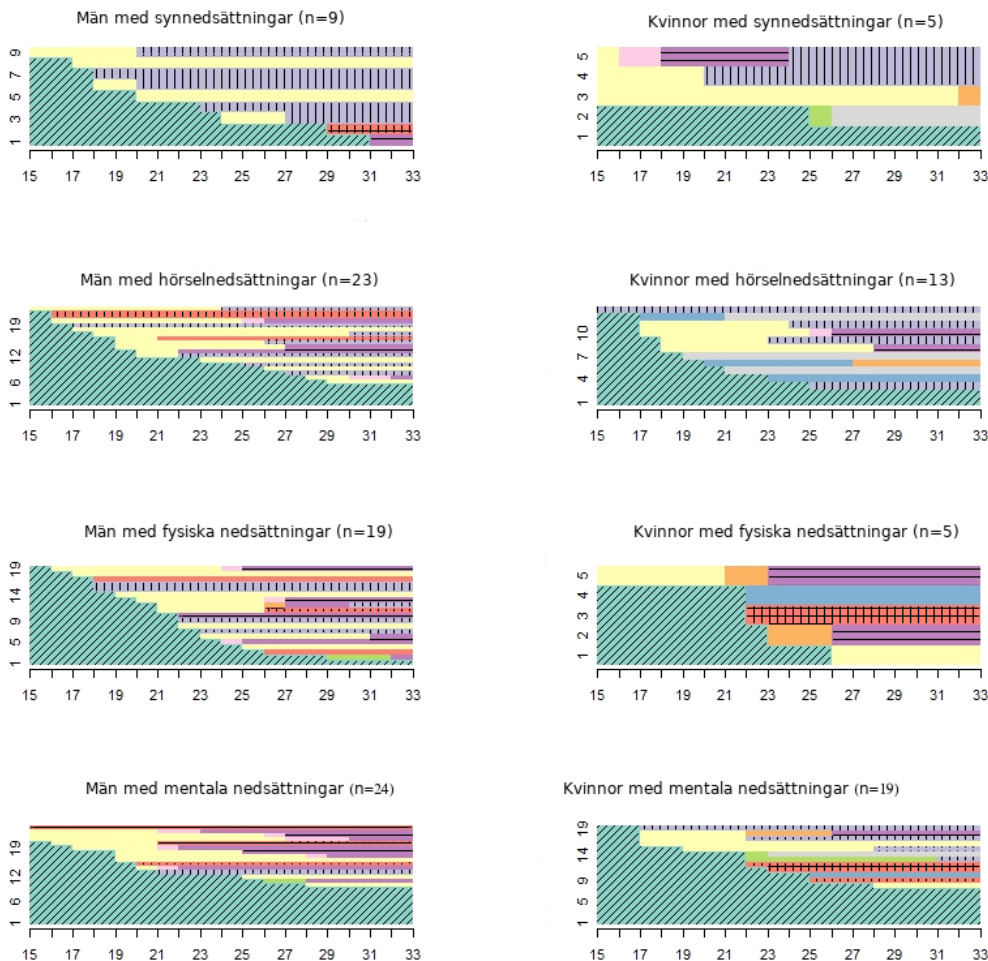 Män med synnedsättningar (n=9)
9
7
5
3
1
15 17 19 21 23 25 27 29 31 33
Kvinnor med synnedsättningar (n=5)
5
4
3
2
1
15 17 19 21 23 25 27 29 31 33
Män med hörselnedsättningar (n=23)
19
12
6
1
15 17 19 21 23 25 27 29 31 33
Kvinnor med hörselnedsättningar (n=13)
10
7
4
1
15 17 19 21 23 25 27 29 31 33
Män med fysiska nedsättningar (n=19)
19
14
9
5
1
15 17 19 21 23 25 27 29 31 33
Kvinnor med fysiska nedsättningar (n=5)
5
4
3
2
1
15 17 19 21 23 25 27 29 31 33
Män med mentala nedsättningar (n=24)
19
12
6
1
15 17 19 21 23 25 27 29 31 33
Kvinnor med mentala nedsättningar (n=19)
19
14
9
5
1
15 17 19 21 23 25 27 29 31 33